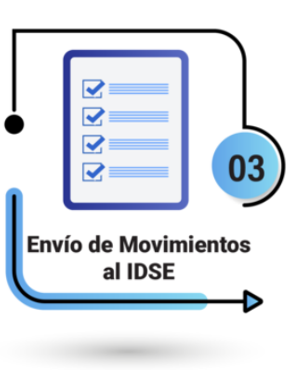 03
Envío de Movimientos
al IDSE